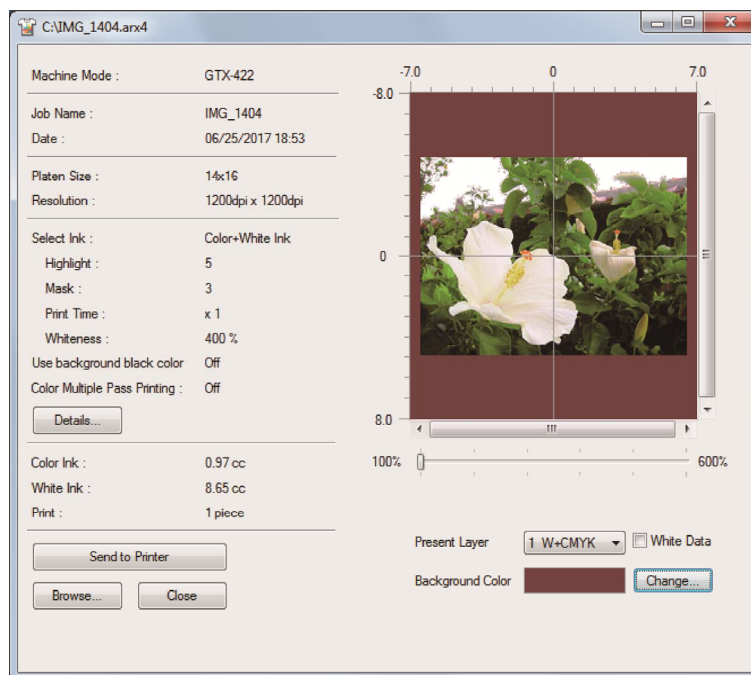 C:\IMG_1404.arx4
Machine Mode : GTX-422
Job Name : IMG_1404
Date : 06/25/2017 18:53
Platen Size : 14x16
Resolution : 1200dpi x 1200dpi
Select Ink : Color+White Ink
Highlight : 5
Mask : 3
Print Time : x 1
Whiteness : 400 %
Use background black color Off
Color Multiple Pass Printing : Off
Details...
Color Ink : 0.97 cc
White Ink : 8.65 cc
Print : 1 piece
Send to Printer
Browse... Close
-7.0 0 7.0
-8.0
0
8.0
100% 600%
Present Layer 1 W+CMYK White Data
Background Color Change...